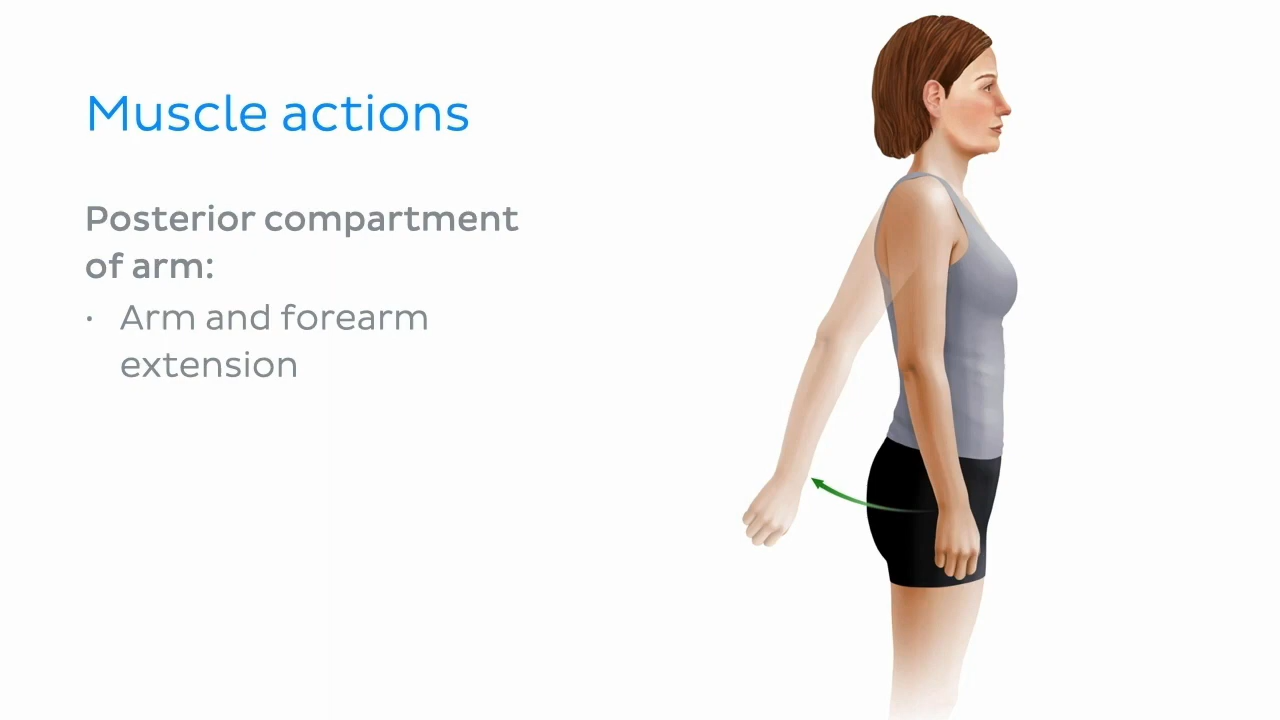 Muscle actions
Posterior compartment
of arm:
• Arm and forearm
extension